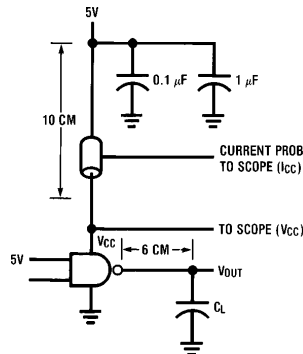 5V
0.1 µF
1 µF
10 CM
CURRENT PROB
TO SCOPE (ICC)
TO SCOPE (VCC)
VCC
6 CM
5V
VOUT
CL